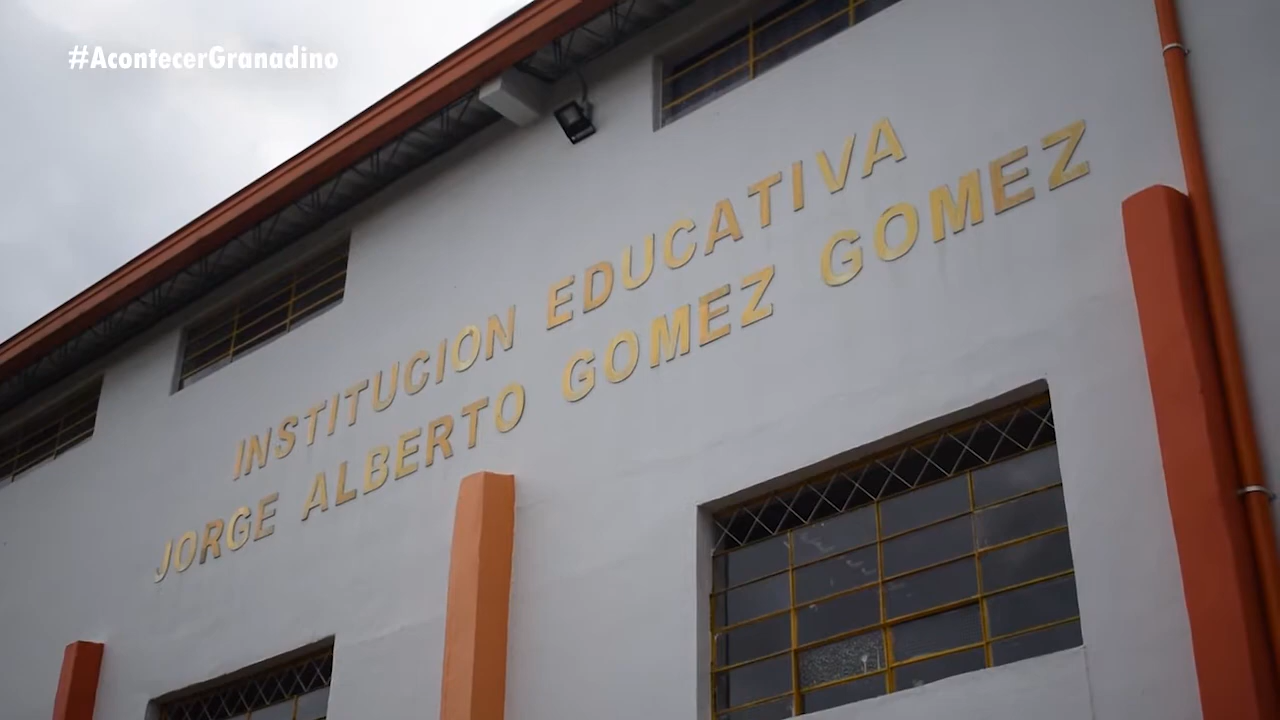 #AcontecerGranadino
INSTITUCION EDUCATIVA
JORGE ALBERTO GOMEZ GOMEZ